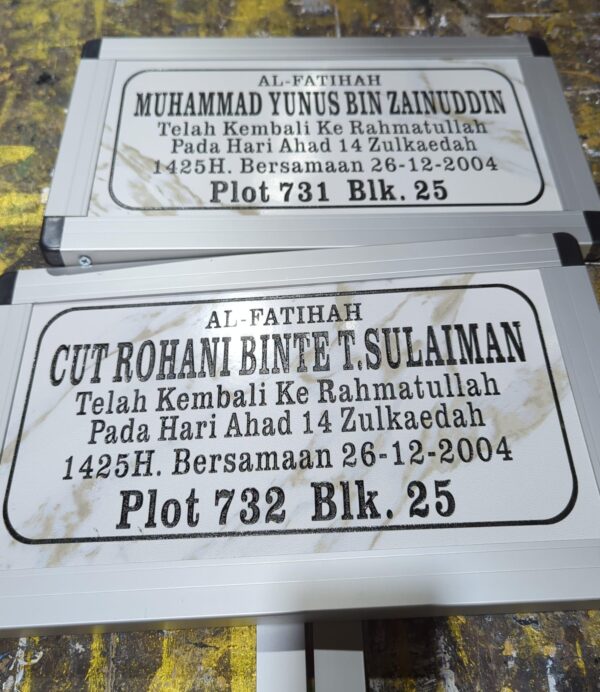 AL-FATIHAH
MUHAMMAD YUNUS BIN ZAINUDDIN
Telah Kembali Ke Rahmatullah
Pada Hari Ahad 14 Zulkaedah
1425H. Bersamaan 26-12-2004
Plot 731 Blk. 25
AL-FATIHAH
CUT ROHANI BINTE T.SULAIMAN
Telah Kembali Ke Rahmatullah
Pada Hari Ahad 14 Zulkaedah
1425H. Bersamaan 26-12-2004
Plot 732 Blk. 25